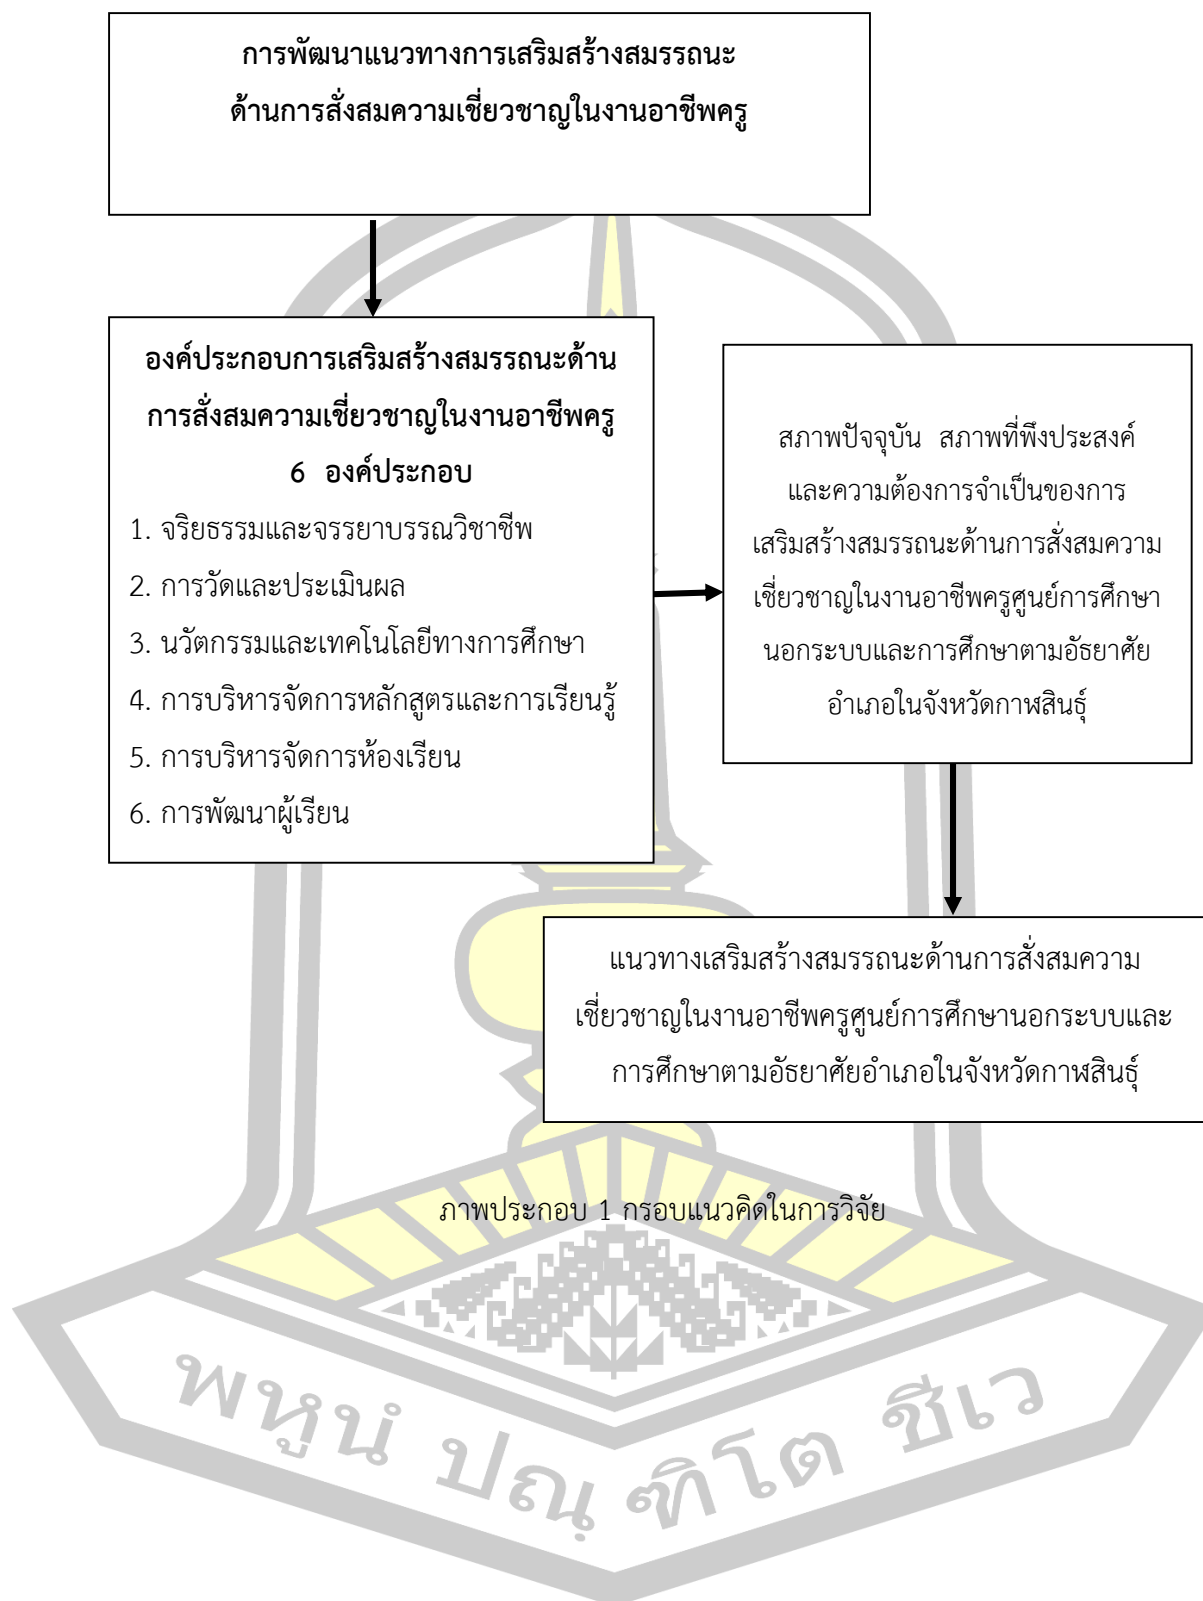 การพัฒนาแนวทางการเสริมสร้างสมรรถนะ
ด้านการสั่งสมความเชี่ยวชาญในงานอาชีพครู
องค์ประกอบการเสริมสร้างสมรรถนะด้าน
การสั่งสมความเชี่ยวชาญในงานอาชีพครู
6 องค์ประกอบ
1. จริยธรรมและจรรยาบรรณวิชาชีพ
2. การวัดและประเมินผล
3. นวัตกรรมและเทคโนโลยีทางการศึกษา
4. การบริหารจัดการหลักสูตรและการเรียนรู้
5. การบริหารจัดการห้องเรียน
6. การพัฒนาผู้เรียน
สภาพปัจจุบัน สภาพที่พึงประสงค์
และความต้องการจำเป็นของการ
เสริมสร้างสมรรถนะด้านการสั่งสมความ
เชี่ยวชาญในงานอาชีพครูศูนย์การศึกษา
นอกระบบและการศึกษาตามอัธยาศัย
อำเภอในจังหวัดกาฬสินธุ์
แนวทางเสริมสร้างสมรรถนะด้านการสั่งสมความ
เชี่ยวชาญในงานอาชีพครูศูนย์การศึกษานอกระบบและ
การศึกษาตามอัธยาศัยอำเภอในจังหวัดกาฬสินธุ์
ภาพประกอบ 1 กรอบแนวคิดในการวิจัย
พหูนํ ปณฺฑิโต ชีเว